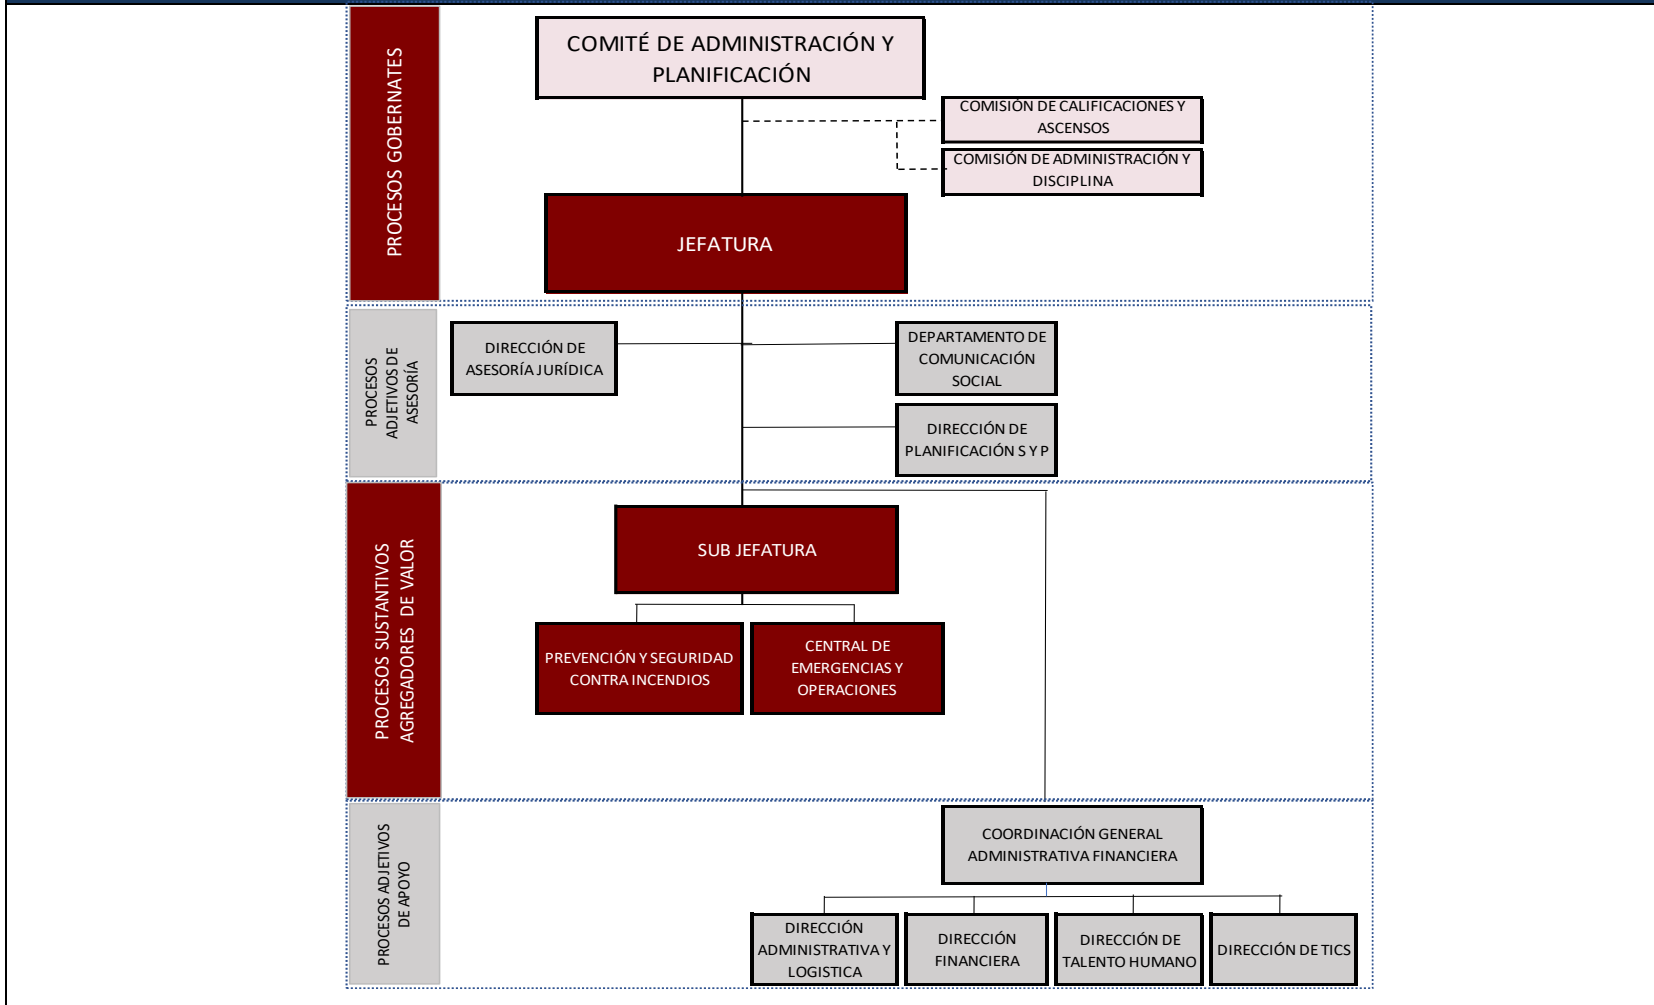 PROCESOS GOBERNATES
COMITÉ DE ADMINISTRACIÓN Y
PLANIFICACIÓN
COMISIÓN DE CALIFICACIONES Y
ASCENSOS
COMISIÓN DE ADMINISTRACIÓN Y
DISCIPLINA
JEFATURA
PROCESOS
ADJETIVOS DE
ASESORÍA
DIRECCIÓN DE
ASESORÍA JURÍDICA
DEPARTAMENTO DE
COMUNICACIÓN
SOCIAL
DIRECCIÓN DE
PLANIFICACIÓN S Y P
PROCESOS SUSTANTIVOS
AGREGADORES DE VALOR
SUB JEFATURA
PREVENCIÓN Y SEGURIDAD
CONTRA INCENDIOS
CENTRAL DE
EMERGENCIAS Y
OPERACIONES
PROCESOS ADJETIVOS
DE APOYO
COORDINACIÓN GENERAL
ADMINISTRATIVA FINANCIERA
DIRECCIÓN
ADMINISTRATIVA Y
LOGISTICA
DIRECCIÓN
FINANCIERA
DIRECCIÓN DE
TALENTO HUMANO
DIRECCIÓN DE TICS